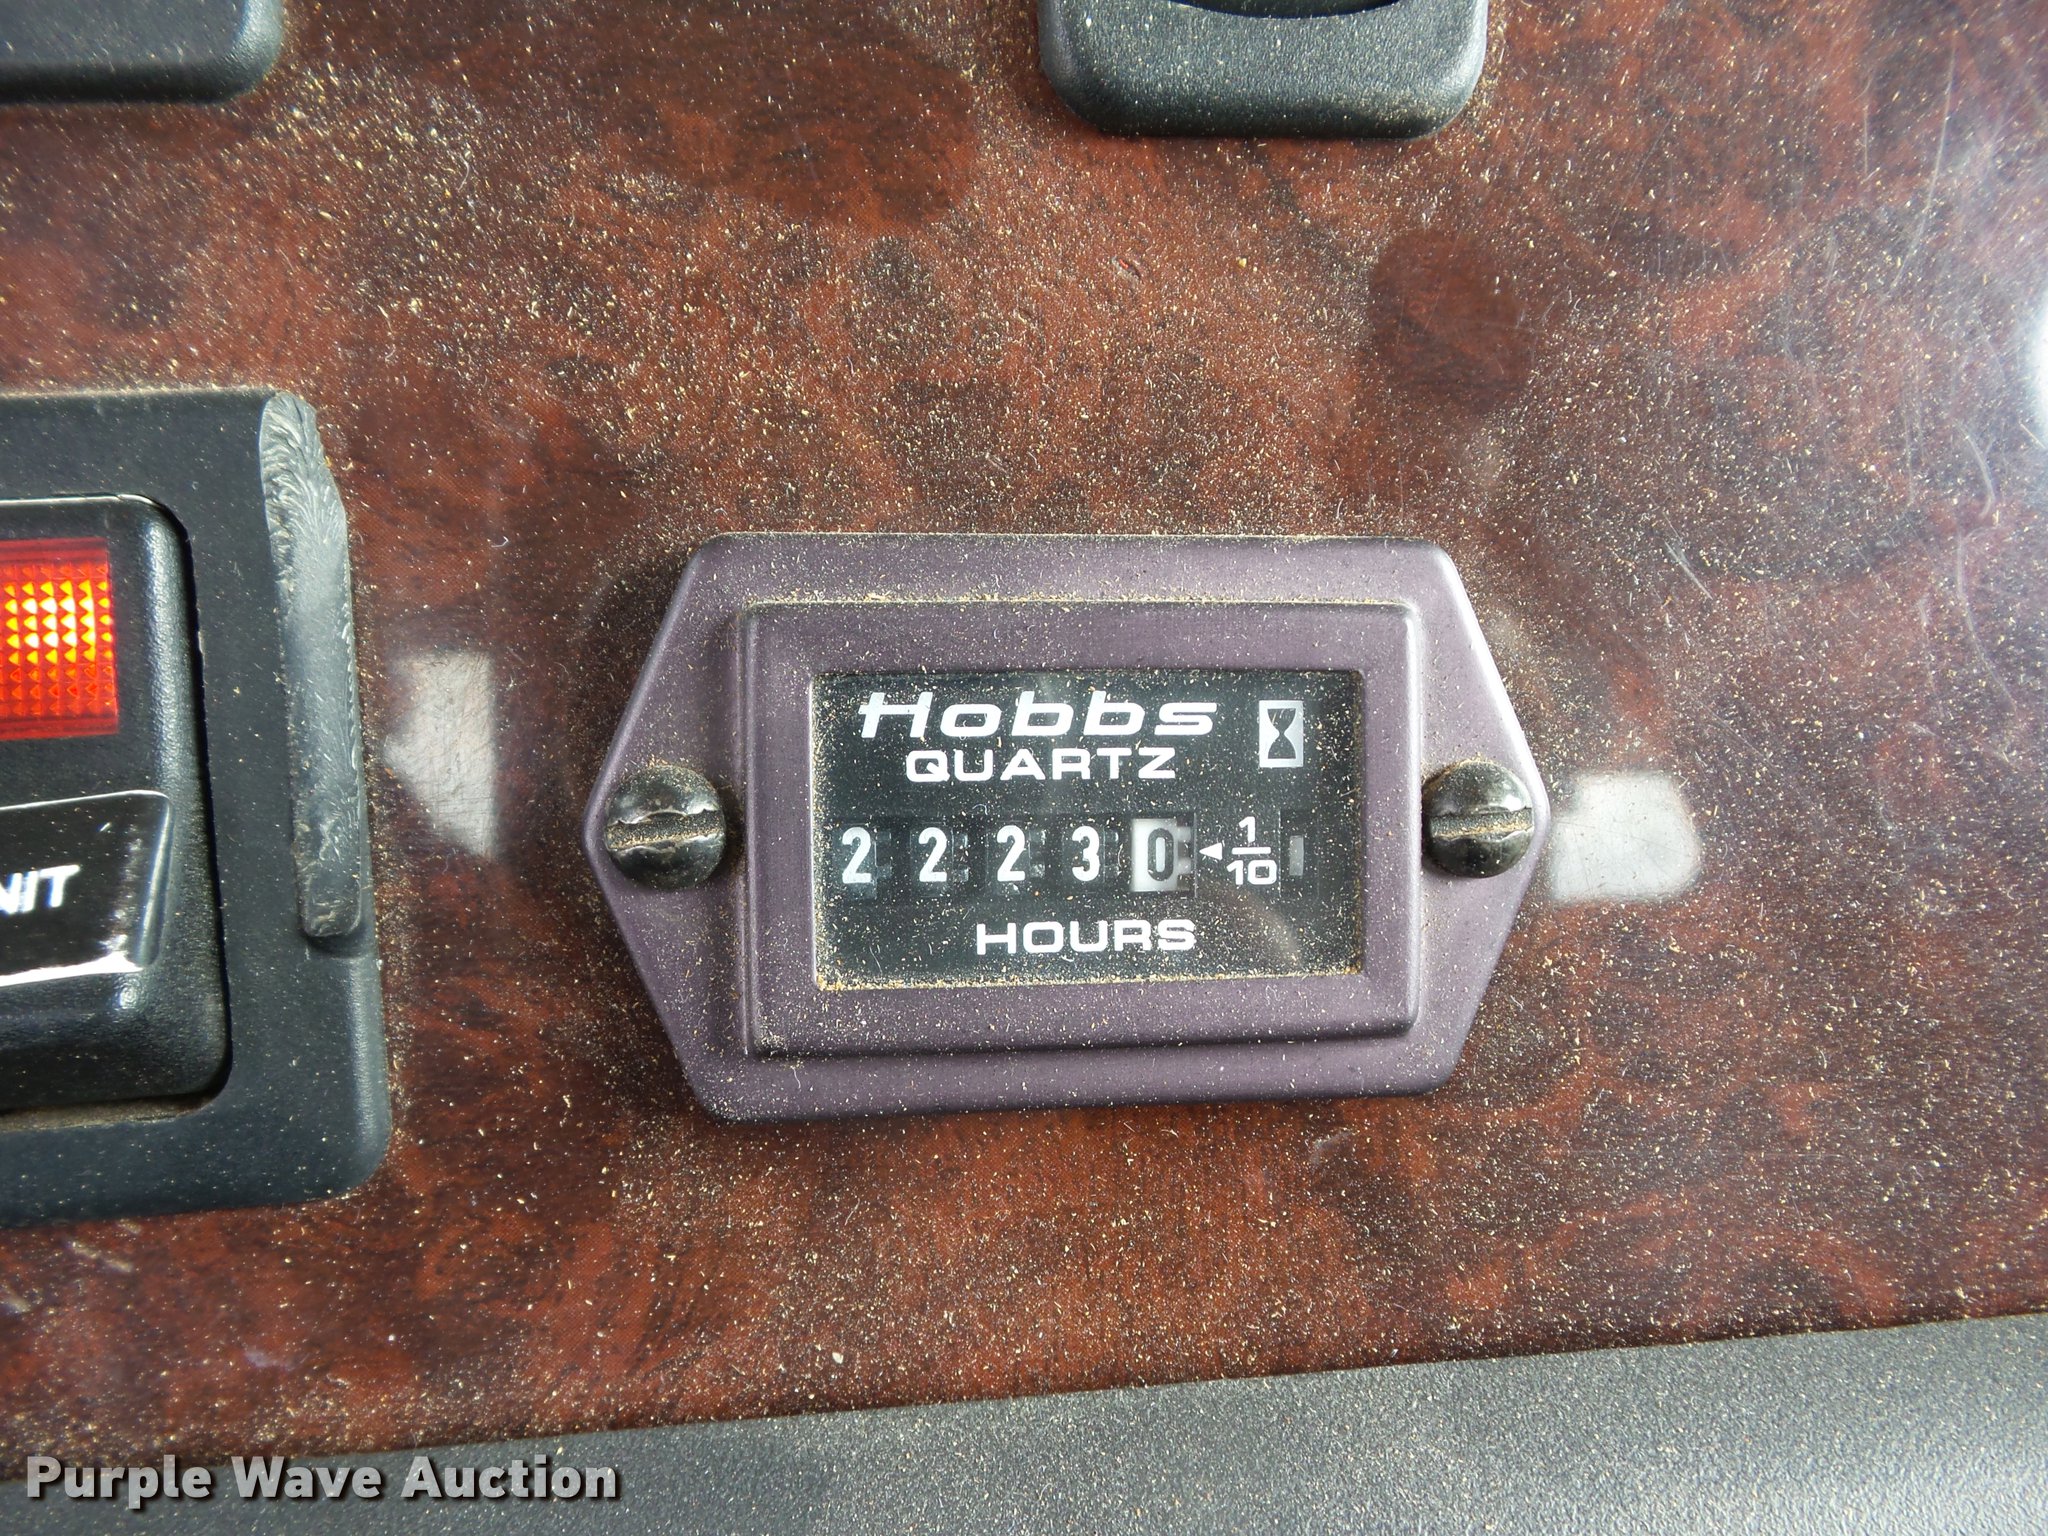 Hobbs
QUARTZ
2 2 2 3 0 1/10
HOURS
NIT
Purple Wave Auction